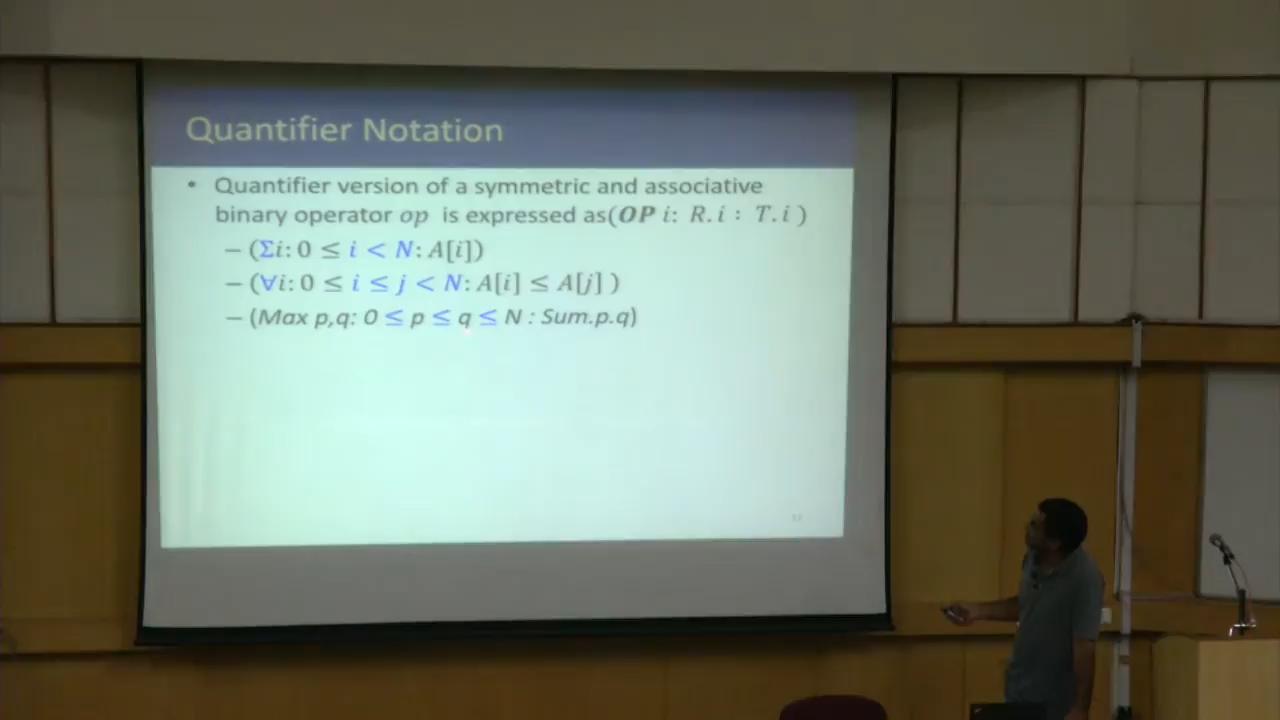 Quantifier Notation
• Quantifier version of a symmetric and associative
binary operator op is expressed as(OP i: R.i : T.i )
– (Σi: 0 ≤ i < N: A[i])
– (∀i: 0 ≤ i ≤ j < N: A[i] ≤ A[j] )
– (Max p,q: 0 ≤ p ≤ q ≤ N : Sum.p.q)